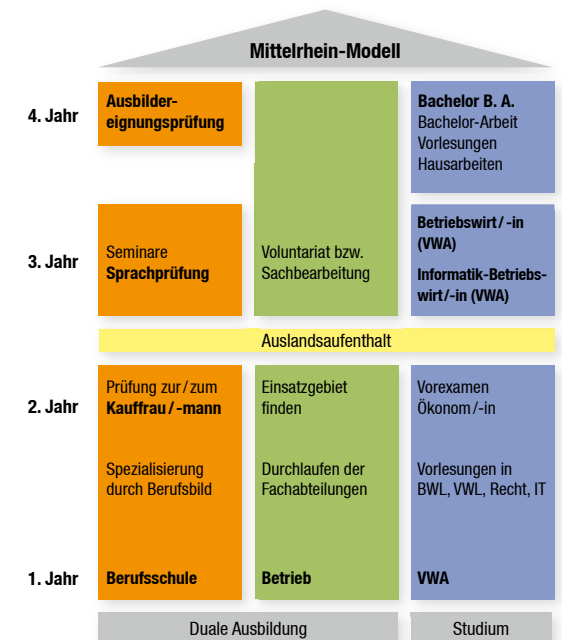 Mittelrhein-Modell
4. Jahr
Ausbilder-
eignungsprüfung
Bachelor B. A.
Bachelor-Arbeit
Vorlesungen
Hausarbeiten
3. Jahr
Seminare
Sprachprüfung
Voluntariat bzw.
Sachbearbeitung
Betriebswirt/-in
(VWA)
Informatik-Betriebs-
wirt/-in (VWA)
Auslandsaufenthalt
2. Jahr
Prüfung zur/zum
Kauffrau/-mann
Einsatzgebiet
finden
Vorexamen
Ökonom/-in
Spezialisierung
durch Berufsbild
Durchlaufen der
Fachabteilungen
Vorlesungen in
BWL, VWL, Recht, IT
1. Jahr
Berufsschule
Betrieb
VWA
Duale Ausbildung
Studium